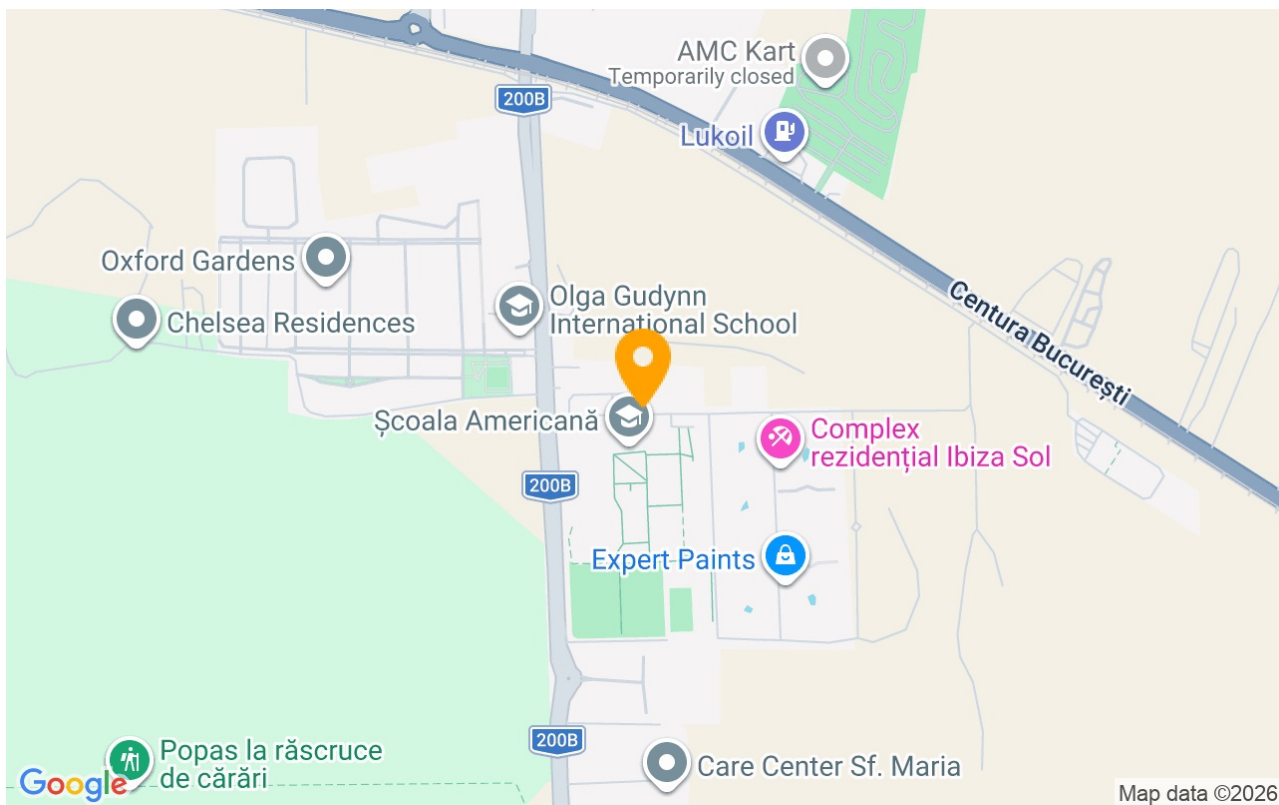 AMC Kart
Temporarily closed
200B
Lukoil
Oxford Gardens
Olga Gudynn
International School
Chelsea Residences
Centura București
Școala Americană
Complex
rezidențial Ibiza Sol
200B
Expert Paints
200B
Popas la răscruce
de cărări
Care Center Sf. Maria
Google
Map data ©2026